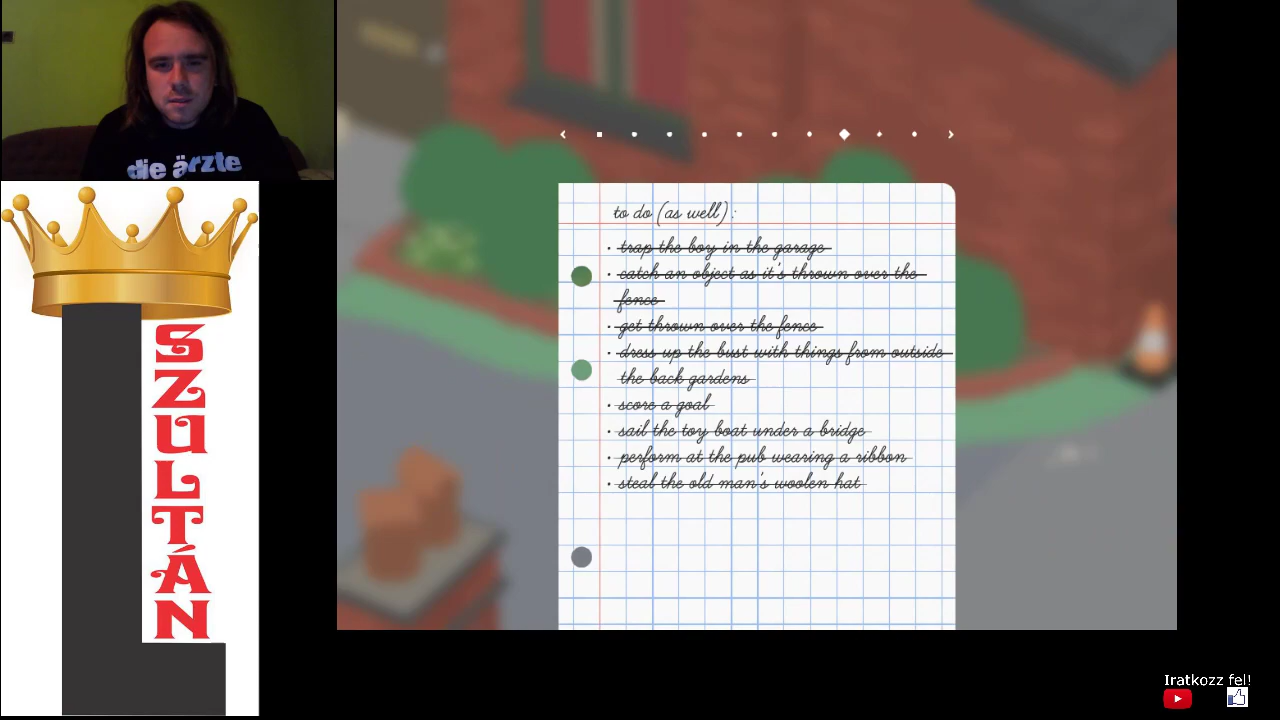 die ärzte
SZULTÁN
to do (as well):
• trap the boy in the garage
• catch an object as it's thrown over the
fence
• get thrown over the fence
• dress up the bust with things from outside
the back gardens
• score a goal
• sail the toy boat under a bridge
• perform at the pub wearing a ribbon
• steal the old man's woolen hat
Iratkozz fel!